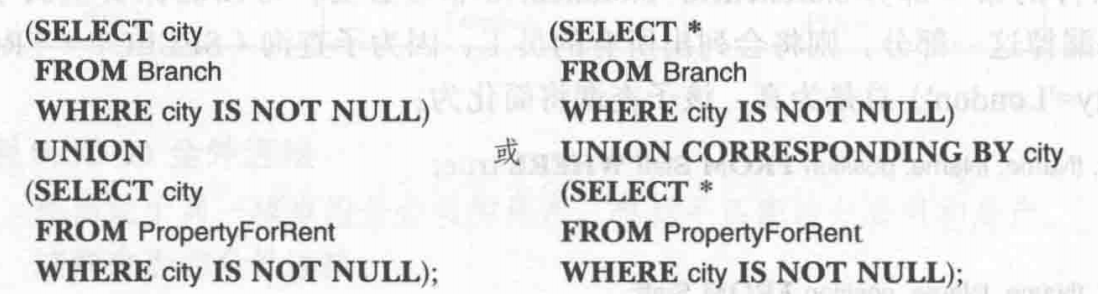 (SELECT city
FROM Branch
WHERE city IS NOT NULL)
UNION
(SELECT city
FROM PropertyForRent
WHERE city IS NOT NULL);
或
(SELECT *
FROM Branch
WHERE city IS NOT NULL)
UNION CORRESPONDING BY city
(SELECT *
FROM PropertyForRent
WHERE city IS NOT NULL);